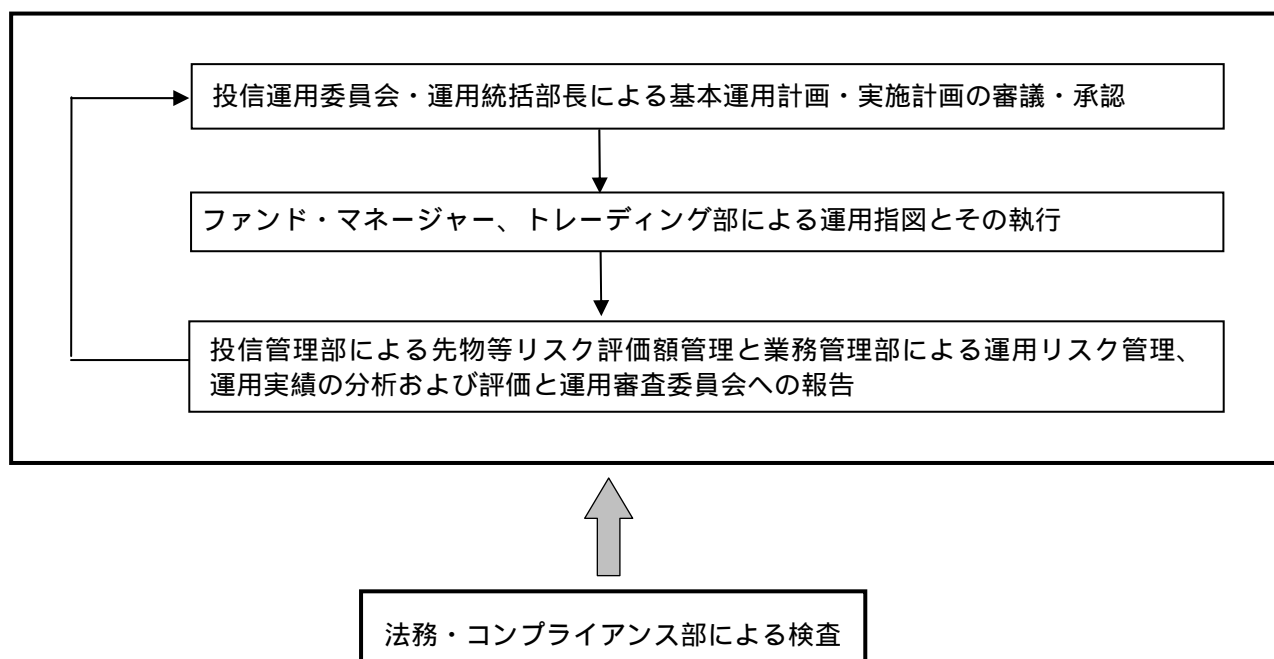 投信運用委員会・運用統括部長による基本運用計画・実施計画の審議・承認
ファンド・マネージャー、トレーディング部による運用指図とその執行
投信管理部による先物等リスク評価額管理と業務管理部による運用リスク管理、
運用実績の分析および評価と運用審査委員会への報告
法務・コンプライアンス部による検査